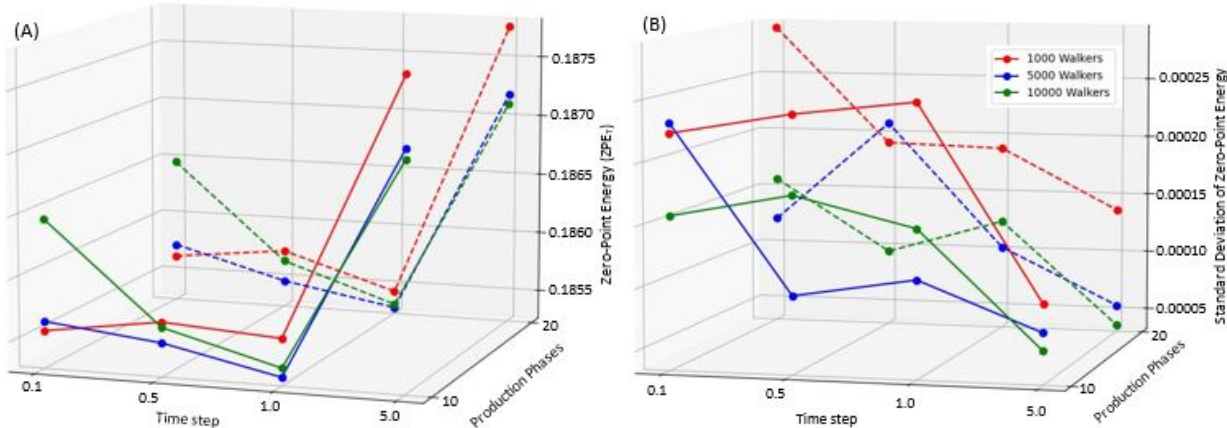 (A)
0.1875
0.1870
0.1865
0.1860
0.1855
Zero-Point Energy (ZPE₁)
20
10
Production Phases
0.1
0.5
1.0
5.0
Time step
(B)
1000 Walkers
5000 Walkers
10000 Walkers
0.00025
0.00020
0.00015
0.00010
0.00005
Standard Deviation of Zero-Point Energy
20
10
Production Phases
0.1
0.5
1.0
5.0
Time step